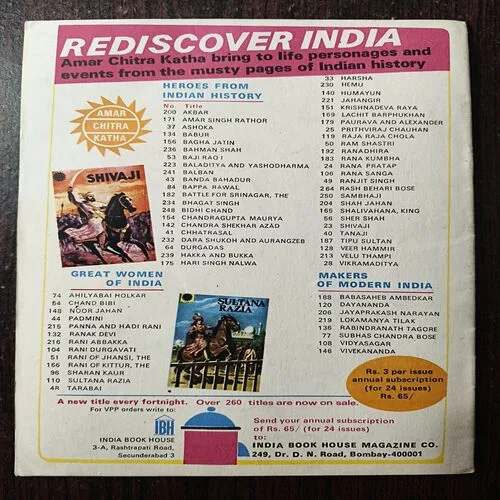 REDISCOVER INDIA
Amar Chitra Katha bring to life personages and
events from the musty pages of Indian history
AMAR
CHITRA
KATHA
SHIVAJI
HEROES FROM
INDIAN HISTORY
No Title
200 AKBAR
171 AMAR SINGH RATHOR
37 ASHOKA
134 BABUR
156 BAGHA JATIN
236 BAHMAN SHAH
53 BAJI RAO I
223 BALADITYA AND YASHODHARMA
241 BALBAN
43 BANDA BAHADUR
84 BAPPA RAWAL
182 BATTLE FOR SRINAGAR, THE
234 BHAGAT SINGH
248 BIDHI CHAND
154 CHANDRAGUPTA MAURYA
142 CHANDRA SHEKHAR AZAD
41 CHHATRASAL
232 DARA SHUKOH AND AURANGZEB
64 DURGADAS
239 HAKKA AND BUKKA
175 HARI SINGH NALWA
33 HARSHA
230 HEMU
140 HUMAYUN
221 JAHANGIR
151 KRISHNADEVA RAYA
169 LACHIT BARPHUKHAN
179 PAURAVA AND ALEXANDER
25 PRITHVIRAJ CHAUHAN
119 RAJA RAJA CHOLA
50 RAM SHASTRI
192 RANADHIRA
183 RANA KUMBHA
24 RANA PRATAP
106 RANA SANGA
49 RANJIT SINGH
264 RASH BEHARI BOSE
250 SAMBHAJI
204 SHAH JAHAN
165 SHALIVAHANA, KING
56 SHER SHAH
23 SHIVAJI
40 TANAJI
187 TIPU SULTAN
128 VEER HAMMIR
213 VELU THAMPI
28 VIKRAMADITYA
GREAT WOMEN
OF INDIA
74 AHILYABAI HOLKAR
54 CHAND BIBI
148 NOOR JAHAN
44 PADMINI
215 PANNA AND HADI RANI
132 RANAK DEVI
216 RANI ABBAKKA
104 RANI DURGAVATI
51 RANI OF JHANSI, THE
166 RANI OF KITTUR, THE
96 SHARAN KAUR
110 SULTANA RAZIA
48 TARABAI
SULTANA
RAZIA
MAKERS
OF MODERN INDIA
188 BABASAHEB AMBEDKAR
120 DAYANANDA
206 JAYAPRAKASH NARAYAN
219 LOKAMANYA TILAK
136 RABINDRANATH TAGORE
77 SUBHAS CHANDRA BOSE
108 VIDYASAGAR
146 VIVEKANANDA
Rs. 3 per issue
annual subscription
(for 24 issues)
Rs. 65/
A new title every fortnight. Over 260 titles are now on sale.
For VPP orders write to:
IBH
INDIA BOOK HOUSE
3-A, Rashtrapati Road,
Secunderabad 3
Send your annual subscription
of Rs. 65/ (for 24 issues)
to:
INDIA BOOK HOUSE MAGAZINE CO.
249, Dr. D. N. Road, Bombay-400001